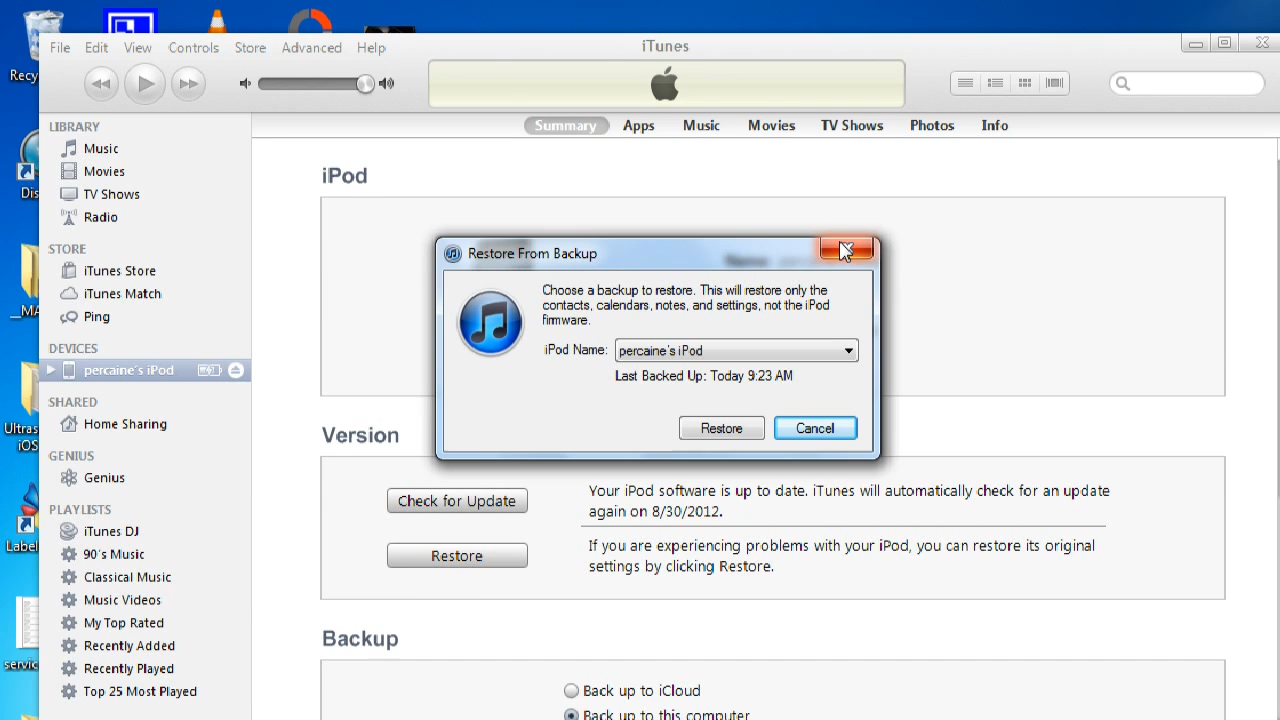 Recy
Dis
__MA
Ultras
iOS
Label
servic
File Edit View Controls Store Advanced Help
iTunes
LIBRARY
Music
Movies
TV Shows
Radio
STORE
iTunes Store
iTunes Match
Ping
DEVICES
percaine's iPod
SHARED
Home Sharing
GENIUS
Genius
PLAYLISTS
iTunes DJ
90's Music
Classical Music
Music Videos
My Top Rated
Recently Added
Recently Played
Top 25 Most Played
Summary Apps Music Movies TV Shows Photos Info
iPod
Restore From Backup
Choose a backup to restore. This will restore only the
contacts, calendars, notes, and settings, not the iPod
firmware.
iPod Name: percaine's iPod
Last Backed Up: Today 9:23 AM
Restore Cancel
Version
Check for Update
Your iPod software is up to date. iTunes will automatically check for an update
again on 8/30/2012.
Restore
If you are experiencing problems with your iPod, you can restore its original
settings by clicking Restore.
Backup
Back up to iCloud
Back up to this computer